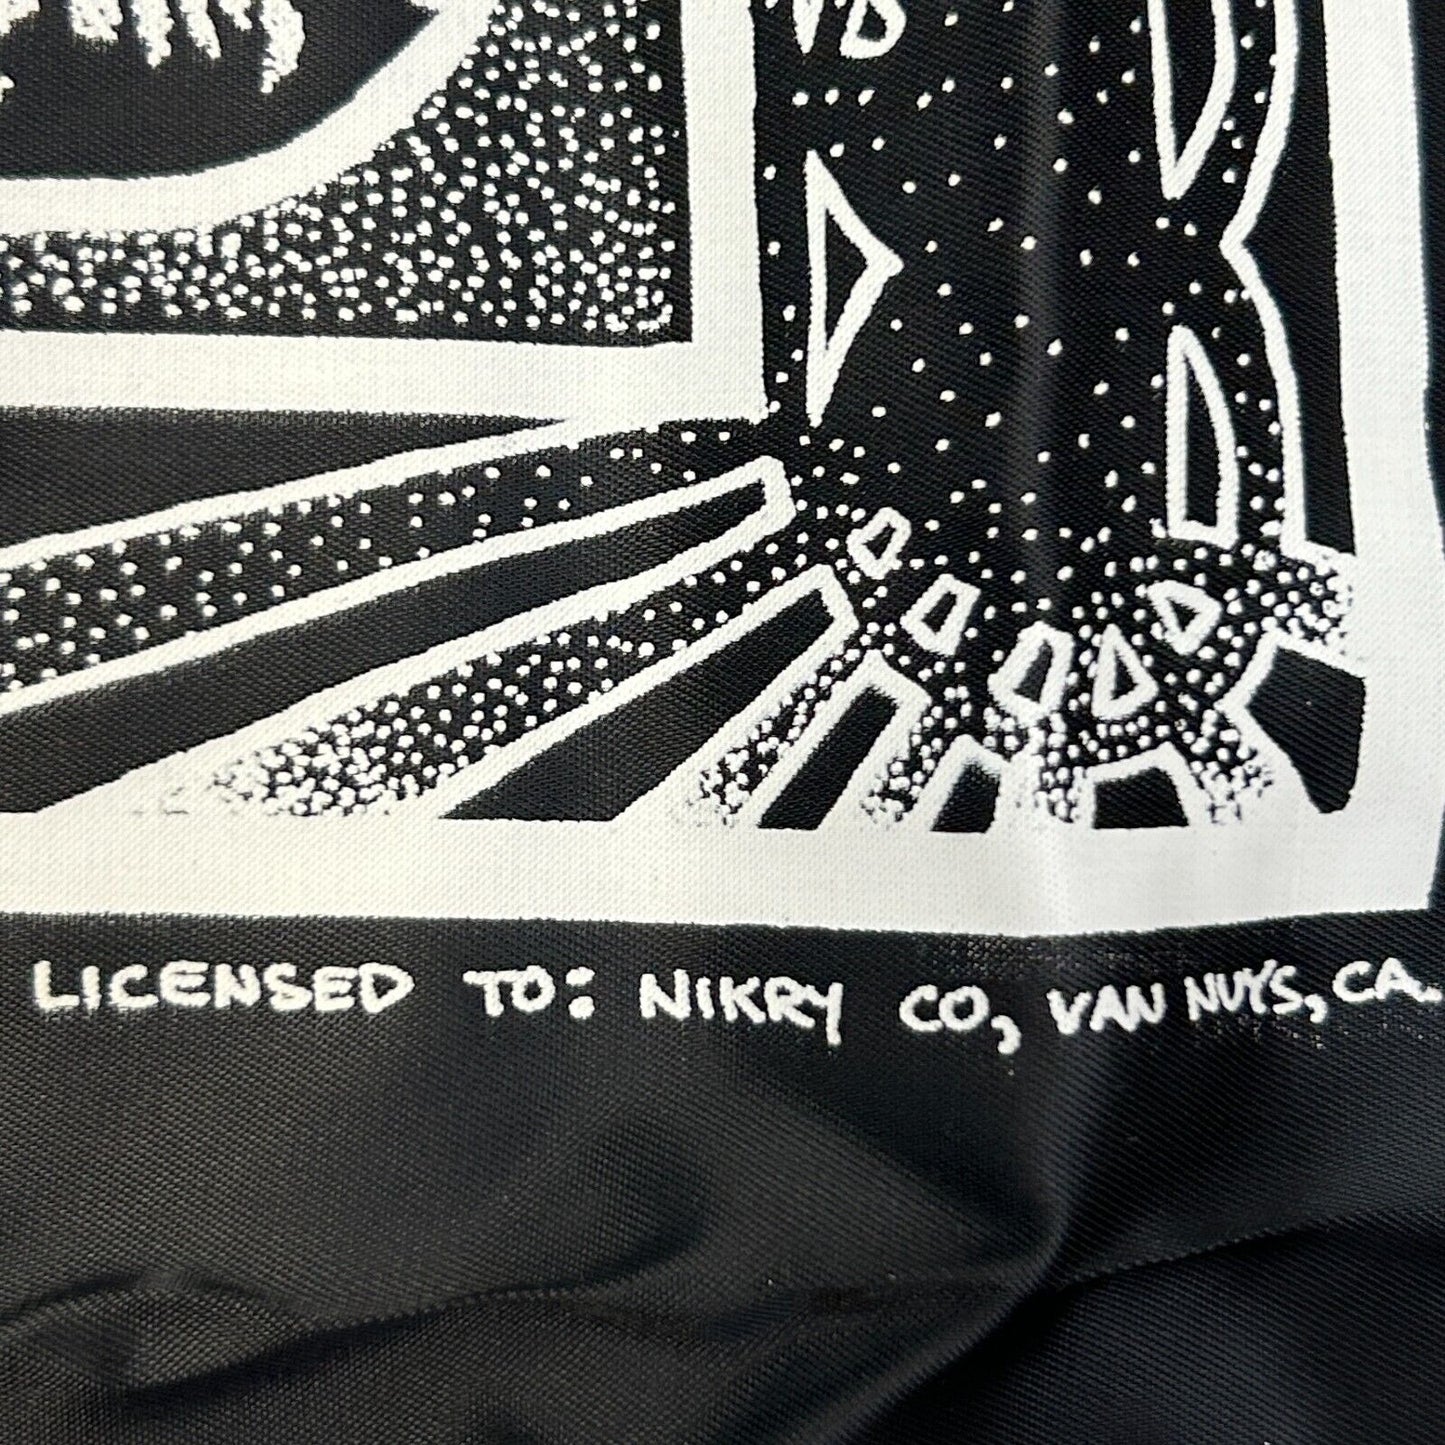 LICENSED TO: NIKRY CO, VAN NUYS, CA.